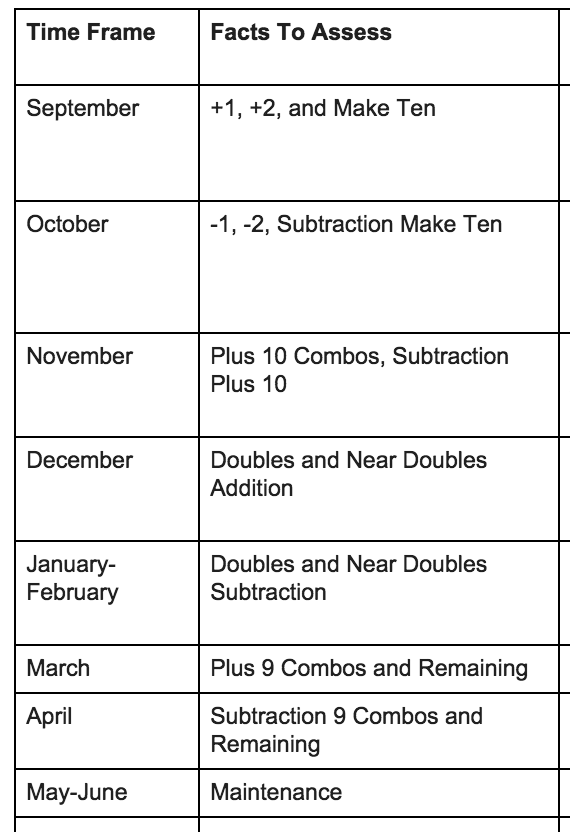 Time Frame
Facts To Assess
September
+1, +2, and Make Ten
October
-1, -2, Subtraction Make Ten
November
Plus 10 Combos, Subtraction
Plus 10
December
Doubles and Near Doubles
Addition
January-
February
Doubles and Near Doubles
Subtraction
March
Plus 9 Combos and Remaining
April
Subtraction 9 Combos and
Remaining
May-June
Maintenance